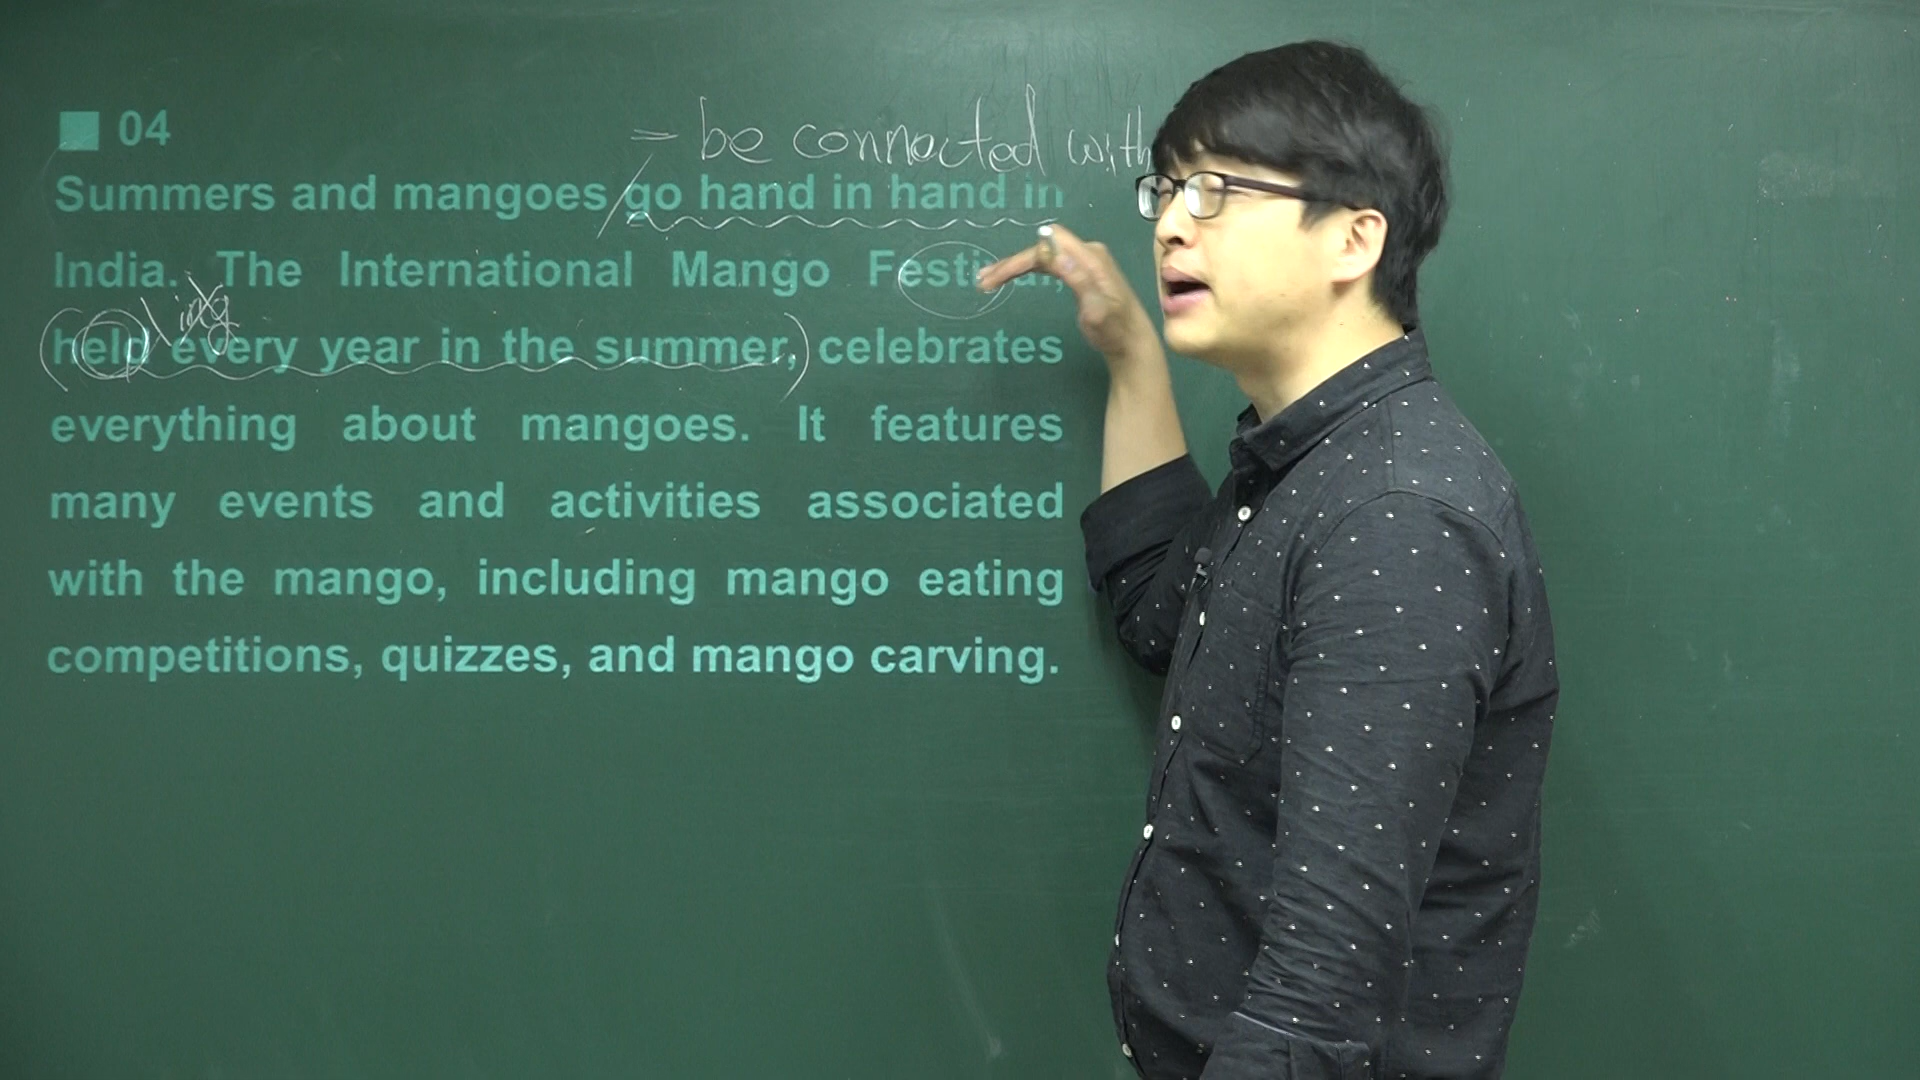 04
= be connected with
Summers and mangoes go hand in hand in
India. The International Mango Festival,
ing
held every year in the summer, celebrates
everything about mangoes. It features
many events and activities associated
with the mango, including mango eating
competitions, quizzes, and mango carving.